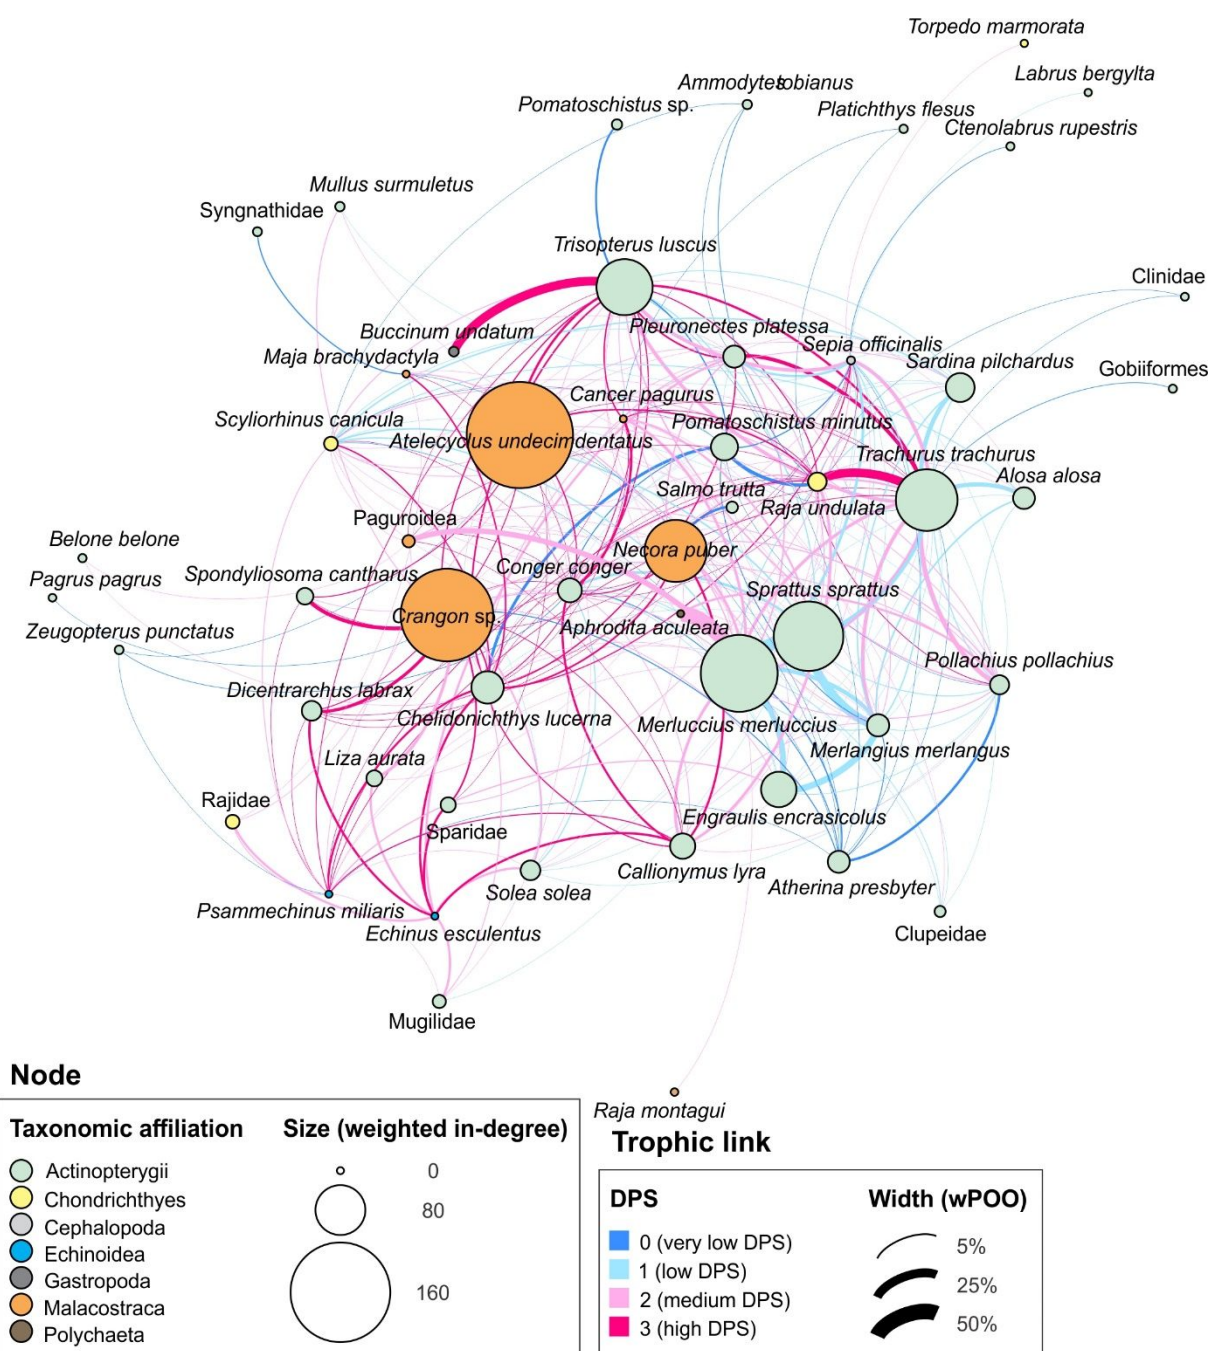 Torpedo marmorata
Labrus bergylta
Ammodytes tobianus
Pomatoschistus sp.
Platichthys flesus
Ctenolabrus rupestris
Mullus surmuletus
Syngnathidae
Trisopterus luscus
Clinidae
Pleuronectes platessa
Buccinum undatum
Sepia officinalis
Maja brachydactyla
Sardina pilchardus
Gobiiformes
Cancer pagurus
Scyliorhinus canicula
Pomatoschistus minutus
Atelecyclus undecimdentatus
Trachurus trachurus
Alosa alosa
Salmo trutta
Raja undulata
Paguroidea
Belone belone
Necora puber
Conger conger
Spondyliosoma cantharus
Pagrus pagrus
Sprattus sprattus
Crangon sp.
Aphrodita aculeata
Zeugopterus punctatus
Pollachius pollachius
Dicentrarchus labrax
Chelidonichthys lucerna
Merluccius merluccius
Merlangius merlangus
Liza aurata
Rajidae
Engraulis encrasicolus
Sparidae
Callionymus lyra
Atherina presbyter
Solea solea
Psammechinus miliaris
Echinus esculentus
Clupeidae
Mugilidae
Raja montagui
Node
Taxonomic affiliation
Actinopterygii
Chondrichthyes
Cephalopoda
Echinoidea
Gastropoda
Malacostraca
Polychaeta
Size (weighted in-degree)
0
80
160
Trophic link
DPS
0 (very low DPS)
1 (low DPS)
2 (medium DPS)
3 (high DPS)
Width (wPOO)
5%
25%
50%